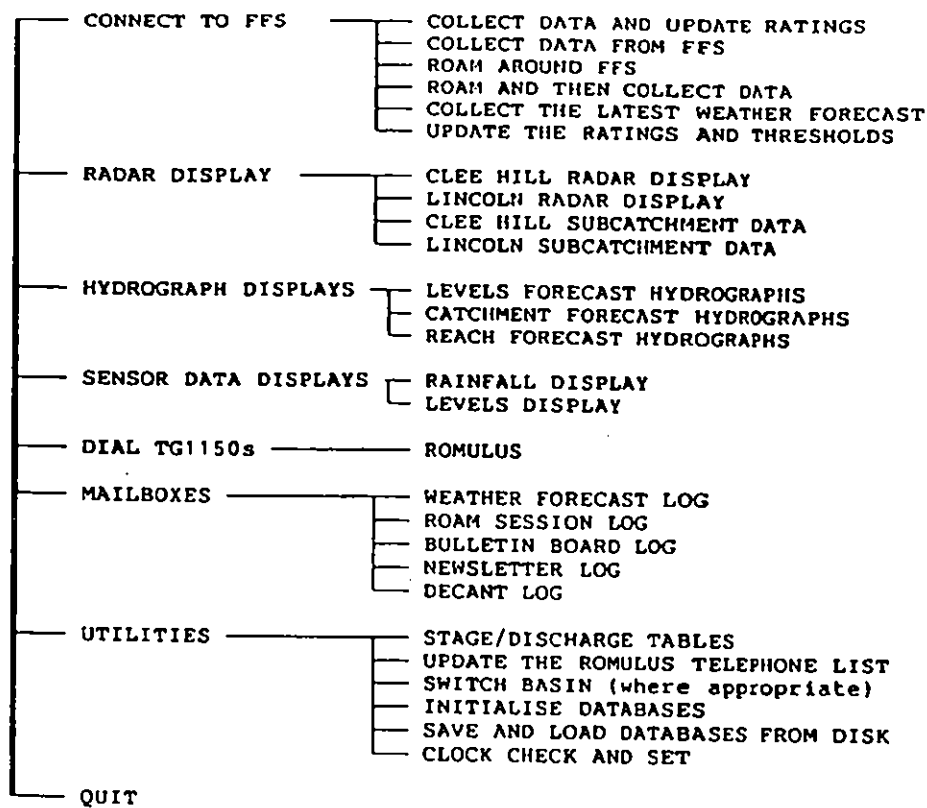 CONNECT TO FFS
COLLECT DATA AND UPDATE RATINGS
COLLECT DATA FROM FFS
ROAM AROUND FFS
ROAM AND THEN COLLECT DATA
COLLECT THE LATEST WEATHER FORECAST
UPDATE THE RATINGS AND THRESHOLDS
RADAR DISPLAY
CLEE HILL RADAR DISPLAY
LINCOLN RADAR DISPLAY
CLEE HILL SUBCATCHMENT DATA
LINCOLN SUBCATCHMENT DATA
HYDROGRAPH DISPLAYS
LEVELS FORECAST HYDROGRAPHS
CATCHMENT FORECAST HYDROGRAPHS
REACH FORECAST HYDROGRAPHS
SENSOR DATA DISPLAYS
RAINFALL DISPLAY
LEVELS DISPLAY
DIAL TG1150s
ROMULUS
MAILBOXES
WEATHER FORECAST LOG
ROAM SESSION LOG
BULLETIN BOARD LOG
NEWSLETTER LOG
DECANT LOG
UTILITIES
STAGE/DISCHARGE TABLES
UPDATE THE ROMULUS TELEPHONE LIST
SWITCH BASIN (where appropriate)
INITIALISE DATABASES
SAVE AND LOAD DATABASES FROM DISK
CLOCK CHECK AND SET
QUIT